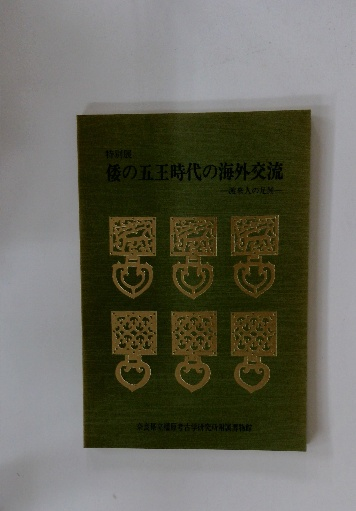 特別展
倭の五王時代の海外交流
―渡来人の足跡―
奈良県立橿原考古学研究所附属博物館